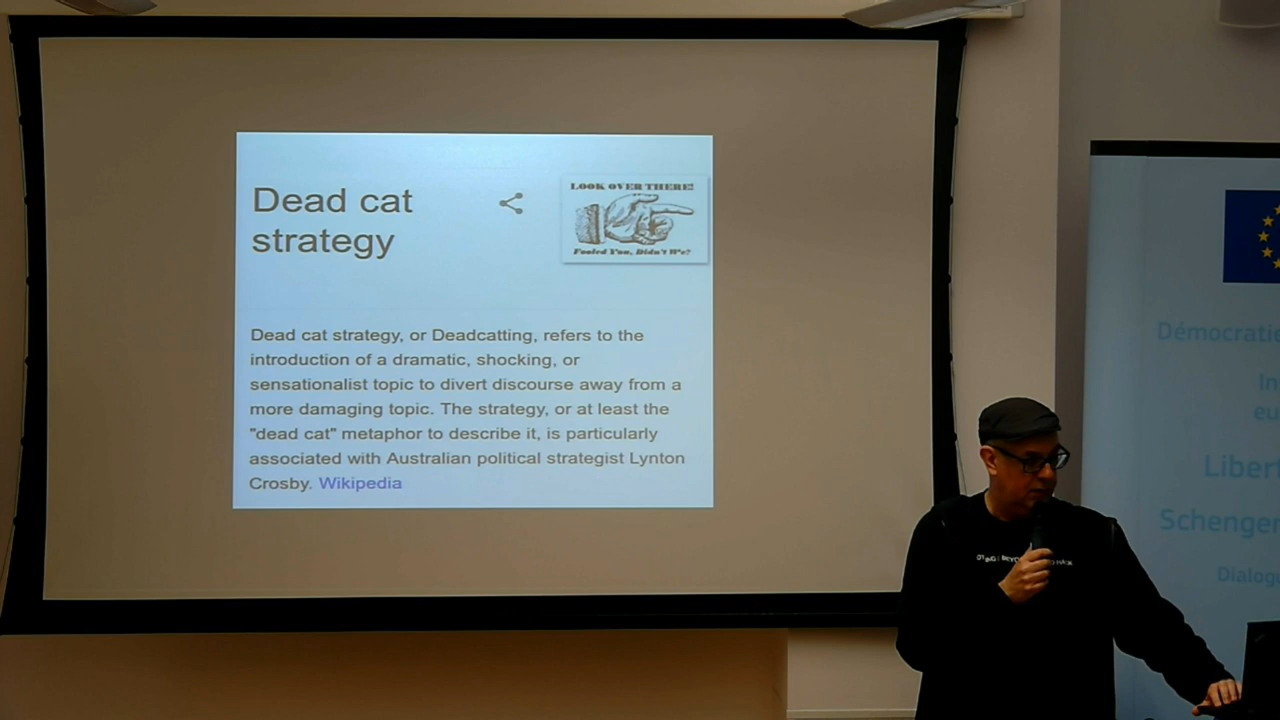 Dead cat
strategy
LOOK OVER THERE!
Fooled You, Didn't We?
Dead cat strategy, or Deadcatting, refers to the
introduction of a dramatic, shocking, or
sensationalist topic to divert discourse away from a
more damaging topic. The strategy, or at least the
"dead cat" metaphor to describe it, is particularly
associated with Australian political strategist Lynton
Crosby. Wikipedia
Démocratie
In
eu
Libert
Schengen
Dialog